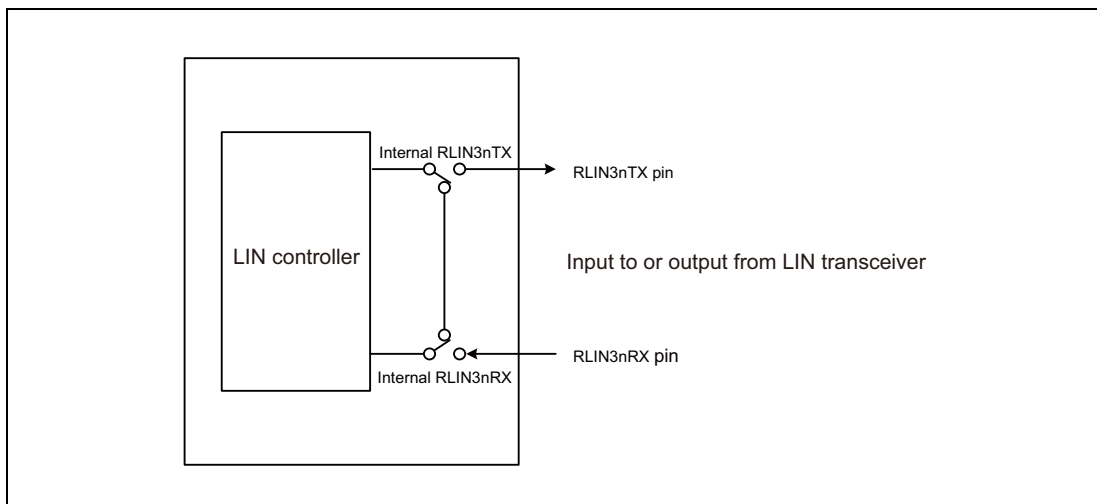 Internal RLIN3nTX
RLIN3nTX pin
LIN controller
Input to or output from LIN transceiver
RLIN3nRX pin
Internal RLIN3nRX